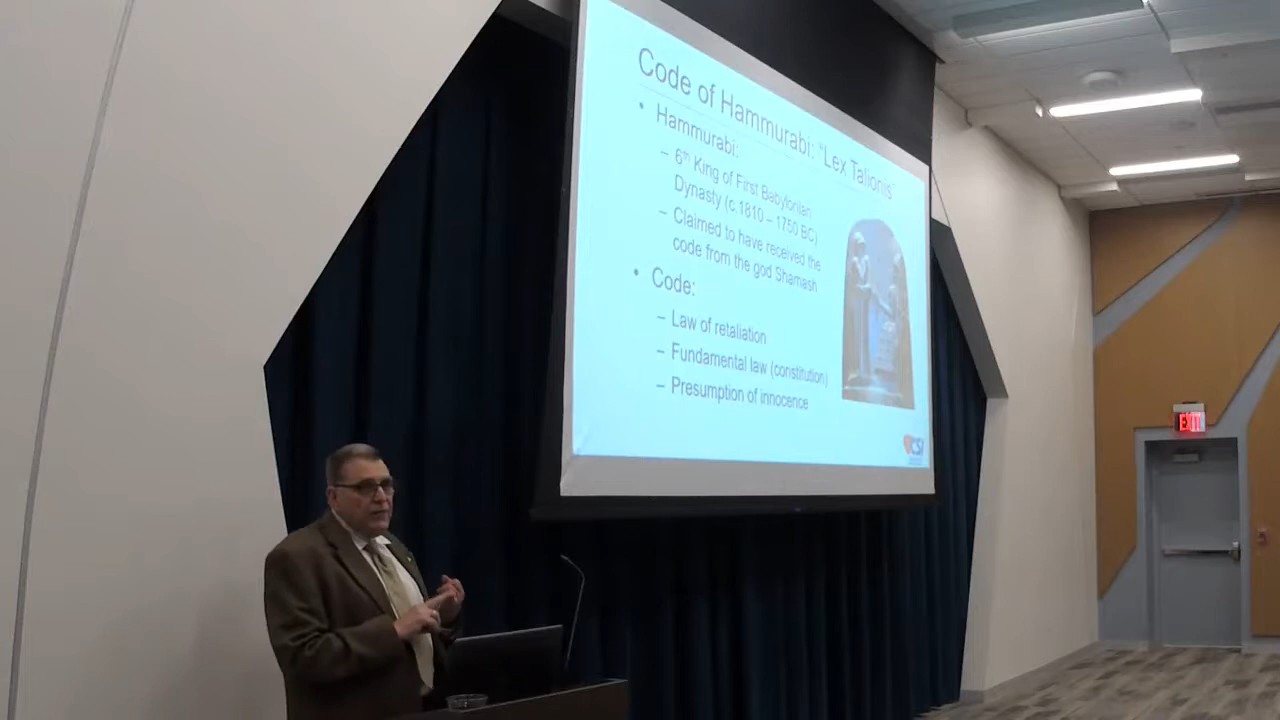 Code of Hammurabi: "Lex Talionis"
• Hammurabi:
– 6th King of First Babylonian
Dynasty (c.1810 – 1750 BC)
– Claimed to have received the
code from the god Shamash
• Code:
– Law of retaliation
– Fundamental law (constitution)
– Presumption of innocence
CSI
EXIT